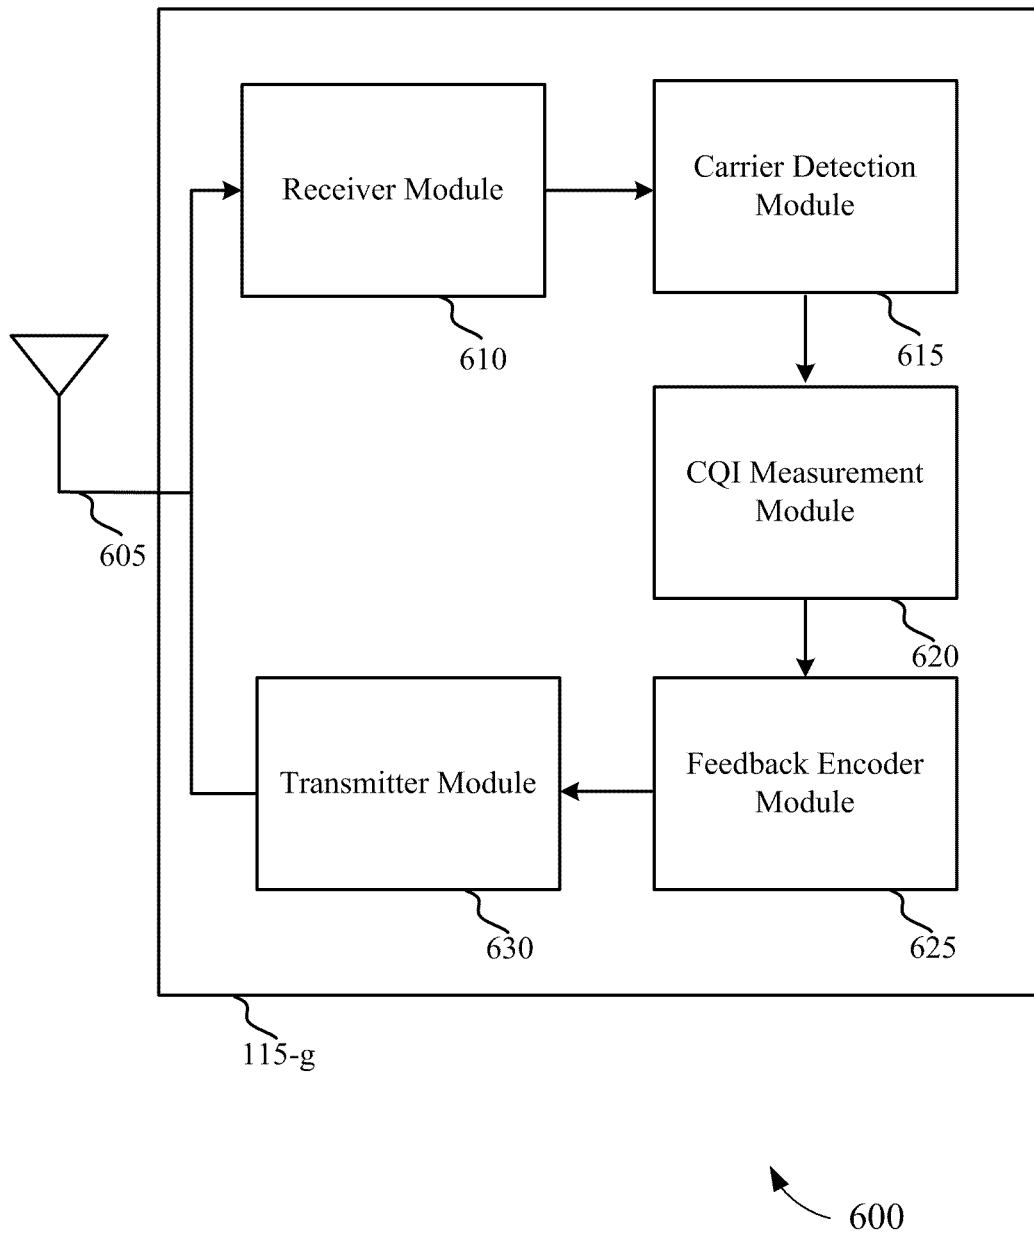 Receiver Module
610
Carrier Detection
Module
615
605
CQI Measurement
Module
620
Transmitter Module
630
Feedback Encoder
Module
625
115-g
600